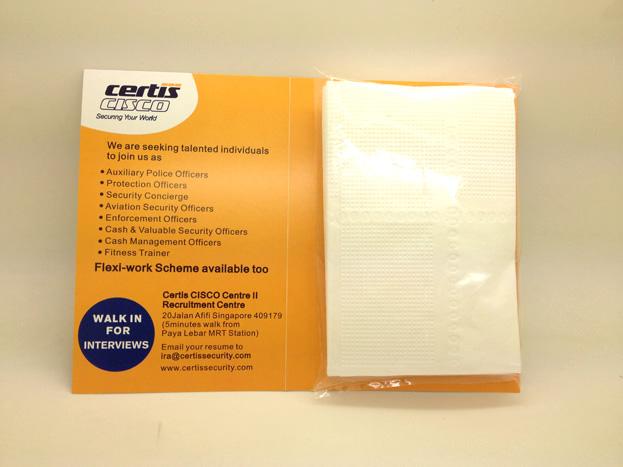 certis
CISCO
Securing Your World
We are seeking talented individuals
to join us as
• Auxiliary Police Officers
• Protection Officers
• Security Concierge
• Aviation Security Officers
• Enforcement Officers
• Cash & Valuable Security Officers
• Cash Management Officers
• Fitness Trainer
Flexi-work Scheme available too
WALK IN
FOR
INTERVIEWS
Certis CISCO Centre II
Recruitment Centre
20Jalan Afifi Singapore 409179
(5minutes walk from
Paya Lebar MRT Station)
Email your resume to
ira@certissecurity.com
www.certissecurity.com